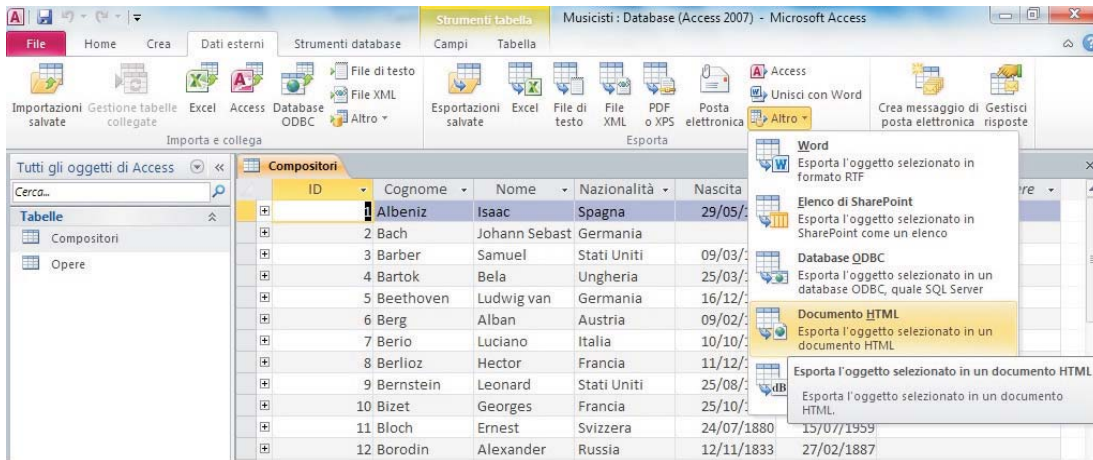 Strumenti tabella Musicisti : Database (Access 2007) - Microsoft Access
File Home Crea Dati esterni Strumenti database Campi Tabella
Importazioni salvate
Gestione tabelle collegate
Excel
Access
Database ODBC
File di testo
File XML
Altro
Importa e collega
Esportazioni salvate
Excel
File di testo
File XML
PDF o XPS
Posta elettronica
Access
Unisci con Word
Altro
Esporta
Crea messaggio di posta elettronica
Gestisci risposte
Tutti gli oggetti di Access
Cerca...
Tabelle
Compositori
Opere
Compositori
ID Cognome Nome Nazionalità Nascita
1 Albeniz Isaac Spagna 29/05/
2 Bach Johann Sebast Germania
3 Barber Samuel Stati Uniti 09/03/
4 Bartok Bela Ungheria 25/03/
5 Beethoven Ludwig van Germania 16/12/
6 Berg Alban Austria 09/02/
7 Berio Luciano Italia 10/10/
8 Berlioz Hector Francia 11/12/
9 Bernstein Leonard Stati Uniti 25/08/
10 Bizet Georges Francia 25/10/
11 Bloch Ernest Svizzera 24/07/1880 15/07/1959
12 Borodin Alexander Russia 12/11/1833 27/02/1887
Word
Esporta l'oggetto selezionato in
formato RTF
Elenco di SharePoint
Esporta l'oggetto selezionato in
SharePoint come un elenco
Database ODBC
Esporta l'oggetto selezionato in un
database ODBC, quale SQL Server
Documento HTML
Esporta l'oggetto selezionato in un
documento HTML
dB
Esporta l'oggetto selezionato in un documento HTML
Esporta l'oggetto selezionato in un documento
HTML.